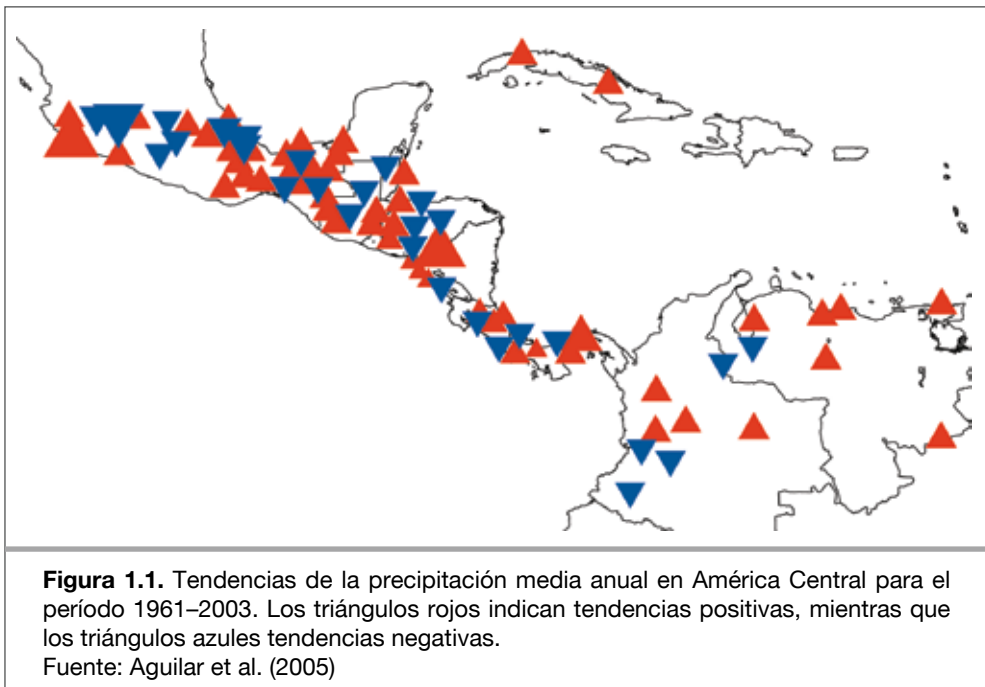 Figura 1.1. Tendencias de la precipitación media anual en América Central para el
período 1961–2003. Los triángulos rojos indican tendencias positivas, mientras que
los triángulos azules tendencias negativas.
Fuente: Aguilar et al. (2005)